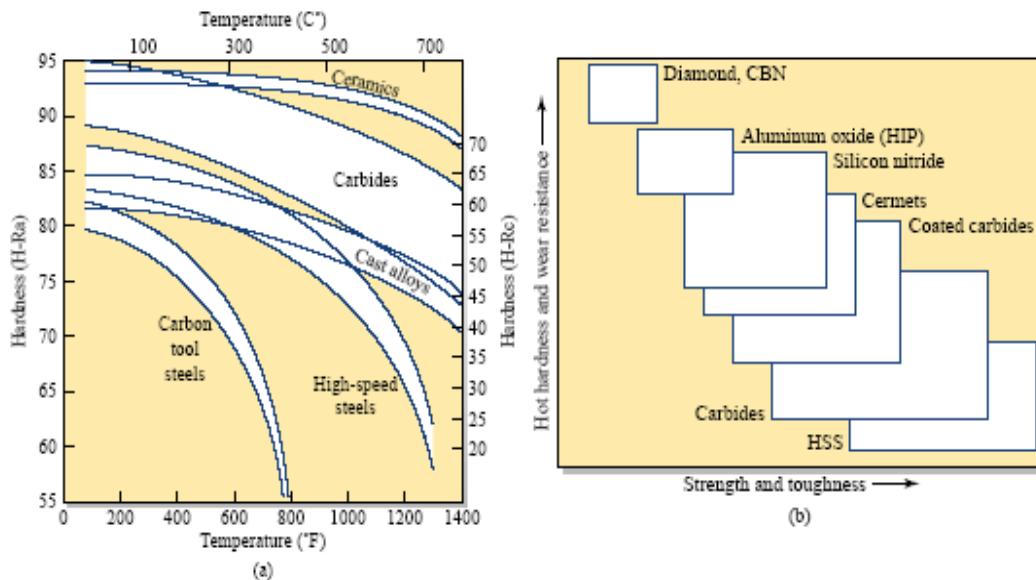 Temperature (C°)
100 300 500 700
95
90
85
80
75
70
65
60
55
Hardness (H-Ra)
Ceramics
Carbides
Cast alloys
Carbon
tool
steels
High-speed
steels
70
65
60
55
50
45
40
35
30
25
20
Hardness (H-Rc)
0 200 400 600 800 1000 1200 1400
Temperature (°F)
(a)
Hot hardness and wear resistance
Diamond, CBN
Aluminum oxide (HIP)
Silicon nitride
Cermets
Coated carbides
Carbides
HSS
Strength and toughness
(b)